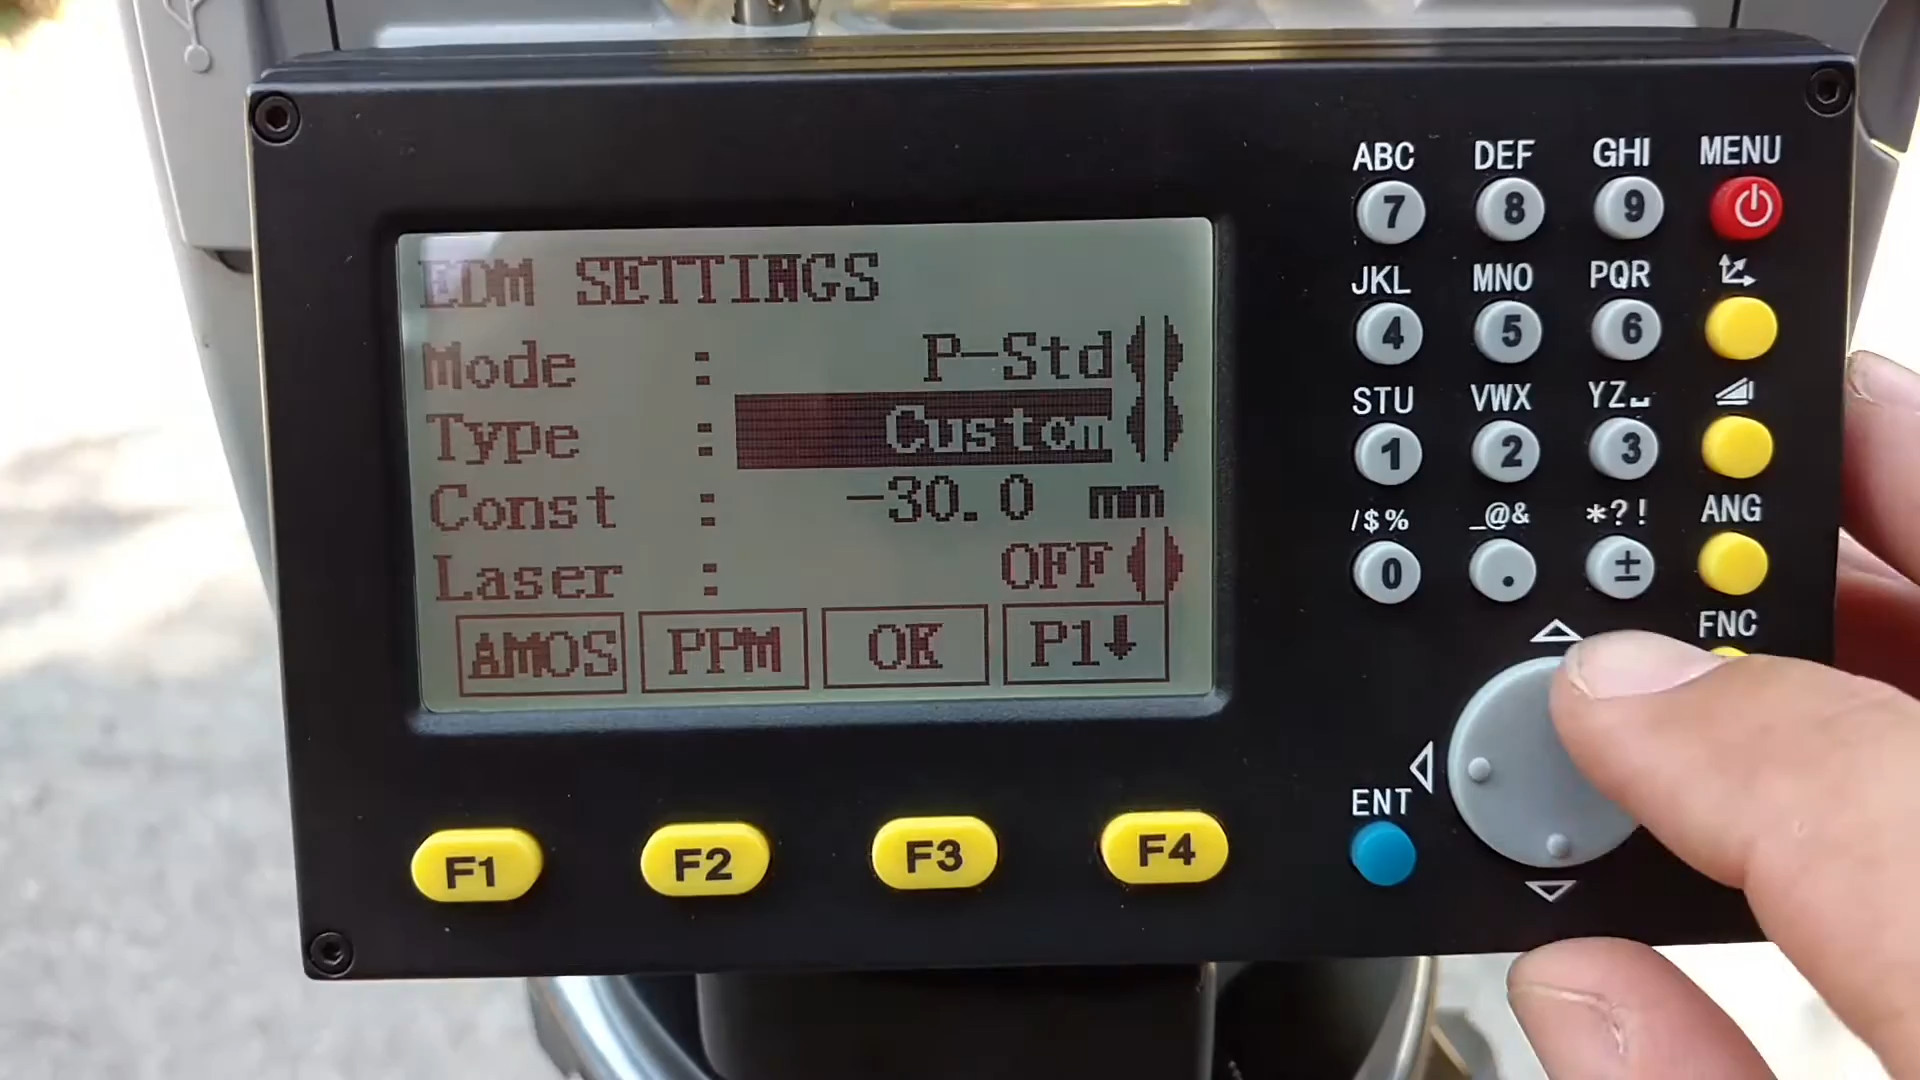 EDM SETTINGS
Mode : P-Std
Type : Custom
Const : -30.0 mm
Laser : OFF
AMOS PPM OK P1↓
F1 F2 F3 F4
ABC DEF GHI MENU
7 8 9
JKL MNO PQR
4 5 6
STU VWX YZ␣
1 2 3
/$% _@& *?! ANG
0 . ±
FNC
ENT